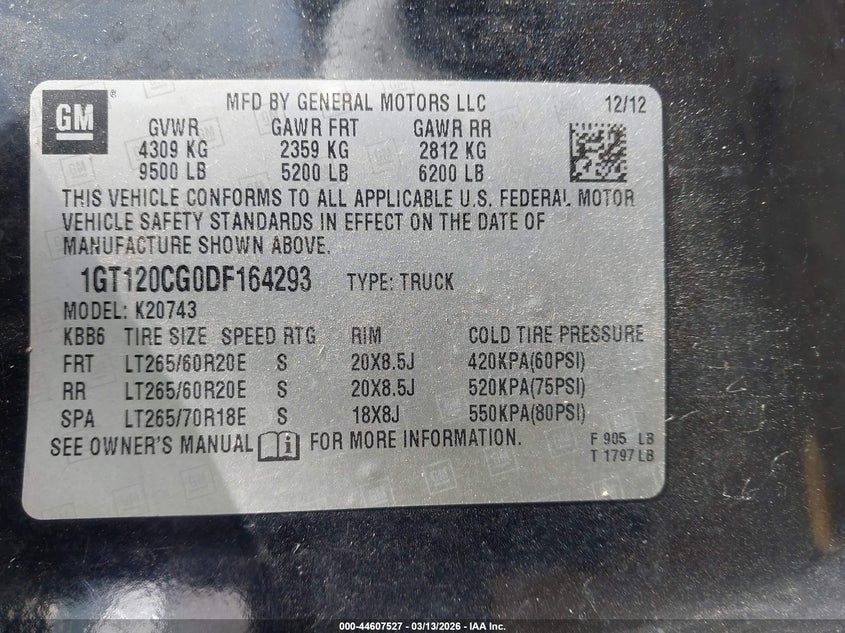 GM ® MFD BY GENERAL MOTORS LLC 12/12
GVWR GAWR FRT GAWR RR
4309 KG 2359 KG 2812 KG
9500 LB 5200 LB 6200 LB
THIS VEHICLE CONFORMS TO ALL APPLICABLE U.S. FEDERAL MOTOR
VEHICLE SAFETY STANDARDS IN EFFECT ON THE DATE OF
MANUFACTURE SHOWN ABOVE.
1GT120CG0DF164293 TYPE: TRUCK
MODEL: K20743
KBB6 TIRE SIZE SPEED RTG RIM COLD TIRE PRESSURE
FRT LT265/60R20E S 20X8.5J 420KPA(60PSI)
RR LT265/60R20E S 20X8.5J 520KPA(75PSI)
SPA LT265/70R18E S 18X8J 550KPA(80PSI)
SEE OWNER'S MANUAL i FOR MORE INFORMATION.
F 905 LB
T 1797 LB
000-44607527 - 03/13/2026 - IAA Inc.